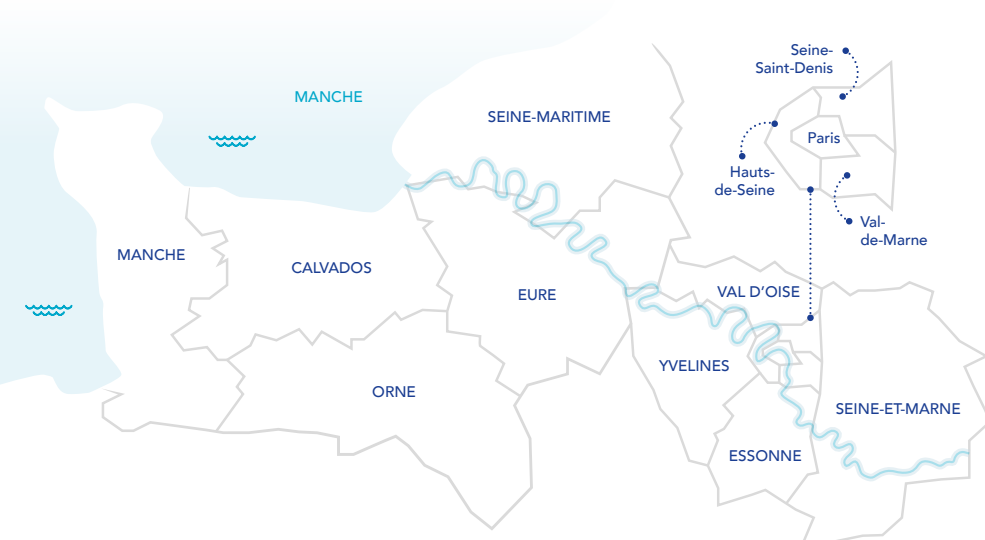 Seine-
Saint-Denis
MANCHE
SEINE-MARITIME
Paris
Hauts-
de-Seine
Val-
de-Marne
MANCHE
CALVADOS
EURE
VAL D’OISE
YVELINES
ORNE
SEINE-ET-MARNE
ESSONNE